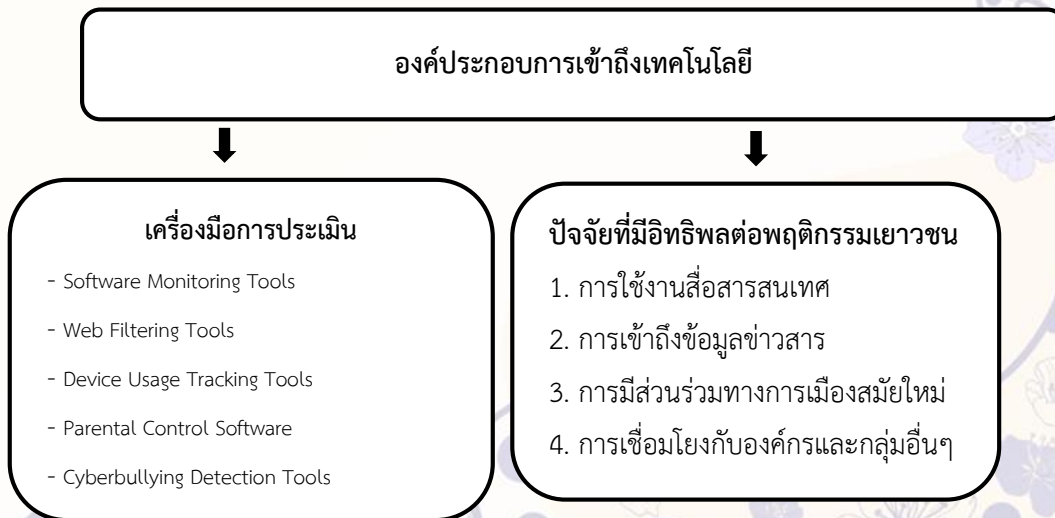 องค์ประกอบการเข้าถึงเทคโนโลยี
เครื่องมือการประเมิน
- Software Monitoring Tools
- Web Filtering Tools
- Device Usage Tracking Tools
- Parental Control Software
- Cyberbullying Detection Tools
ปัจจัยที่มีอิทธิพลต่อพฤติกรรมเยาวชน
1. การใช้งานสื่อสารสนเทศ
2. การเข้าถึงข้อมูลข่าวสาร
3. การมีส่วนร่วมทางการเมืองสมัยใหม่
4. การเชื่อมโยงกับองค์กรและกลุ่มอื่นๆ